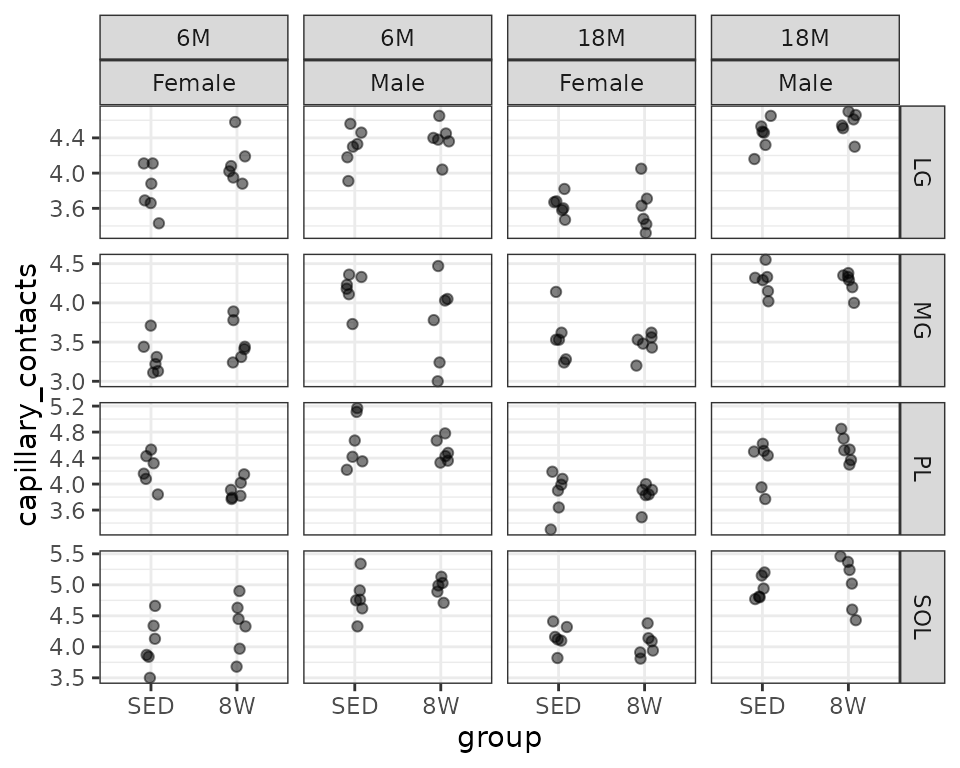 6M 6M 18M 18M
Female Male Female Male
4.4
4.0
3.6
LG
4.5
4.0
3.5
3.0
MG
5.2
4.8
4.4
4.0
3.6
PL
5.5
5.0
4.5
4.0
3.5
SOL
capillary_contacts
SED 8W SED 8W SED 8W SED 8W
group